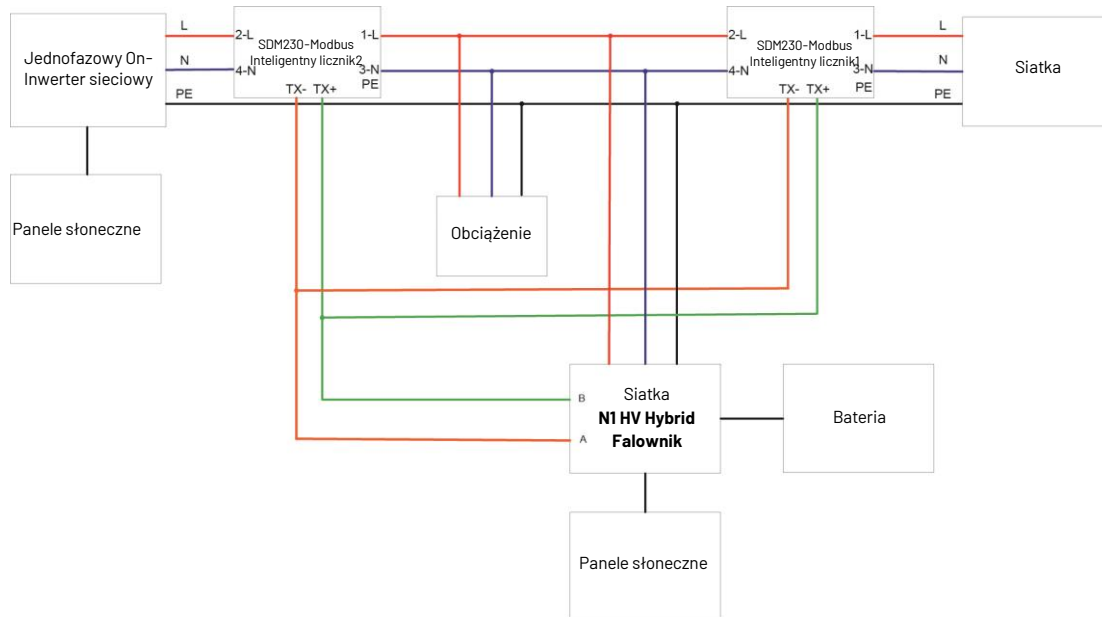 Jednofazowy On-
Inwerter sieciowy
L
N
PE
2-L
4-N
SDM230-Modbus
Inteligentny licznik2
1-L
3-N
PE
TX- TX+
2-L
4-N
SDM230-Modbus
Inteligentny licznik1
1-L
3-N
PE
TX- TX+
L
N
PE
Siatka
Panele słoneczne
Obciążenie
B
A
Siatka
N1 HV Hybrid
Falownik
Bateria
Panele słoneczne